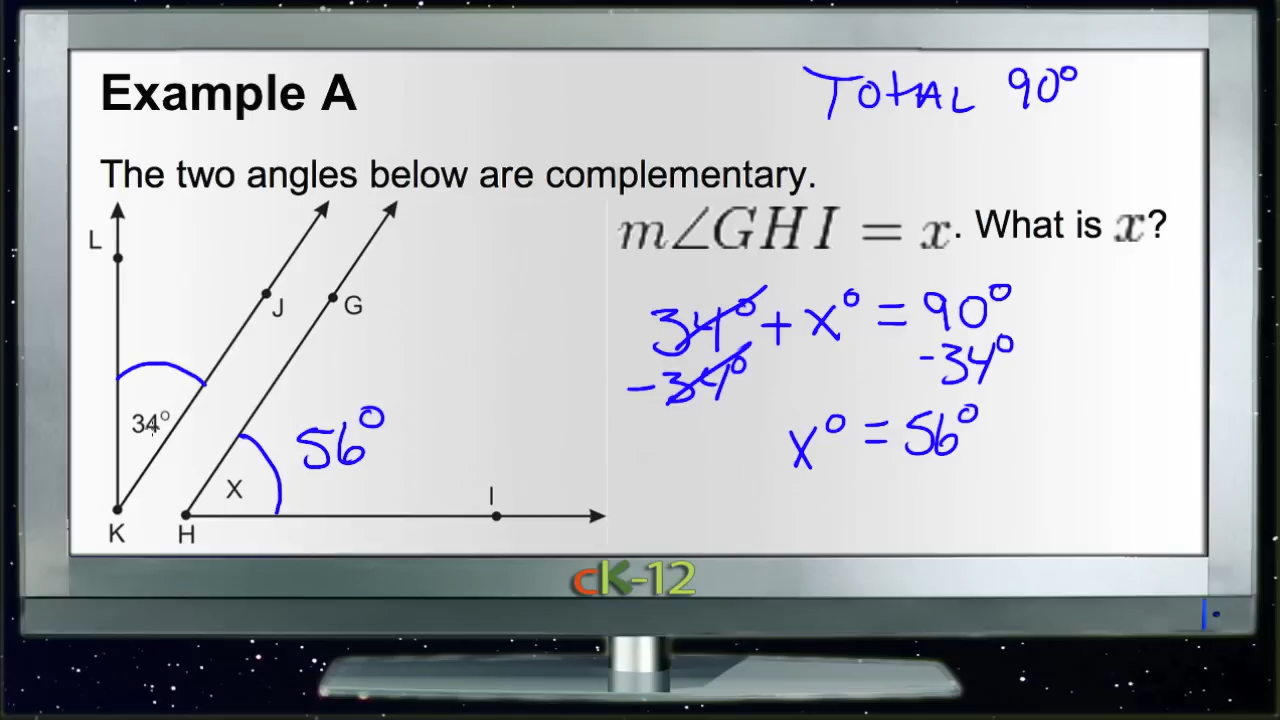 Example A
TOTAL 90°
The two angles below are complementary.
m∠GHI = x. What is x?
L
J
G
34° + x° = 90°
-34° -34°
34°
56°
x° = 56°
X
I
K
H
cK-12